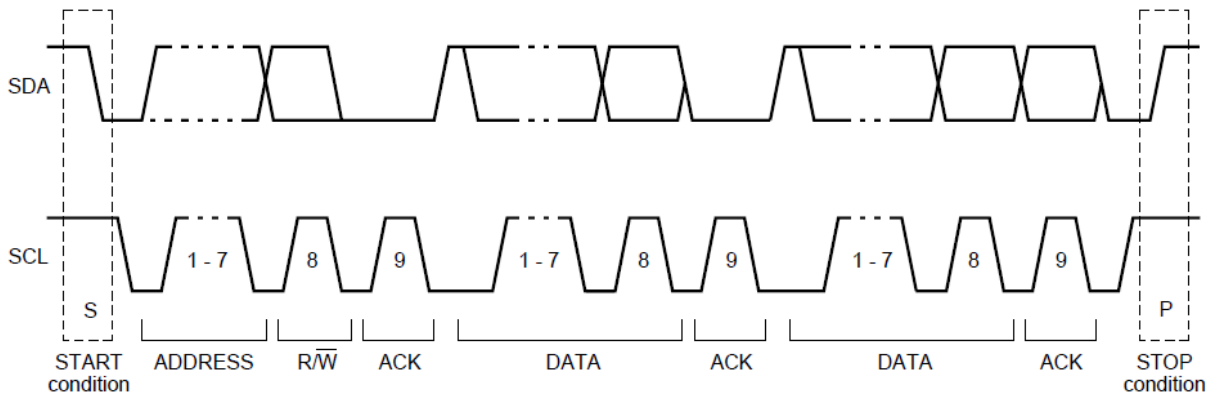 SDA
SCL
1 - 7 8 9 1 - 7 8 9 1 - 7 8 9
S P
START ADDRESS R/W̅ ACK DATA ACK DATA ACK STOP
condition condition